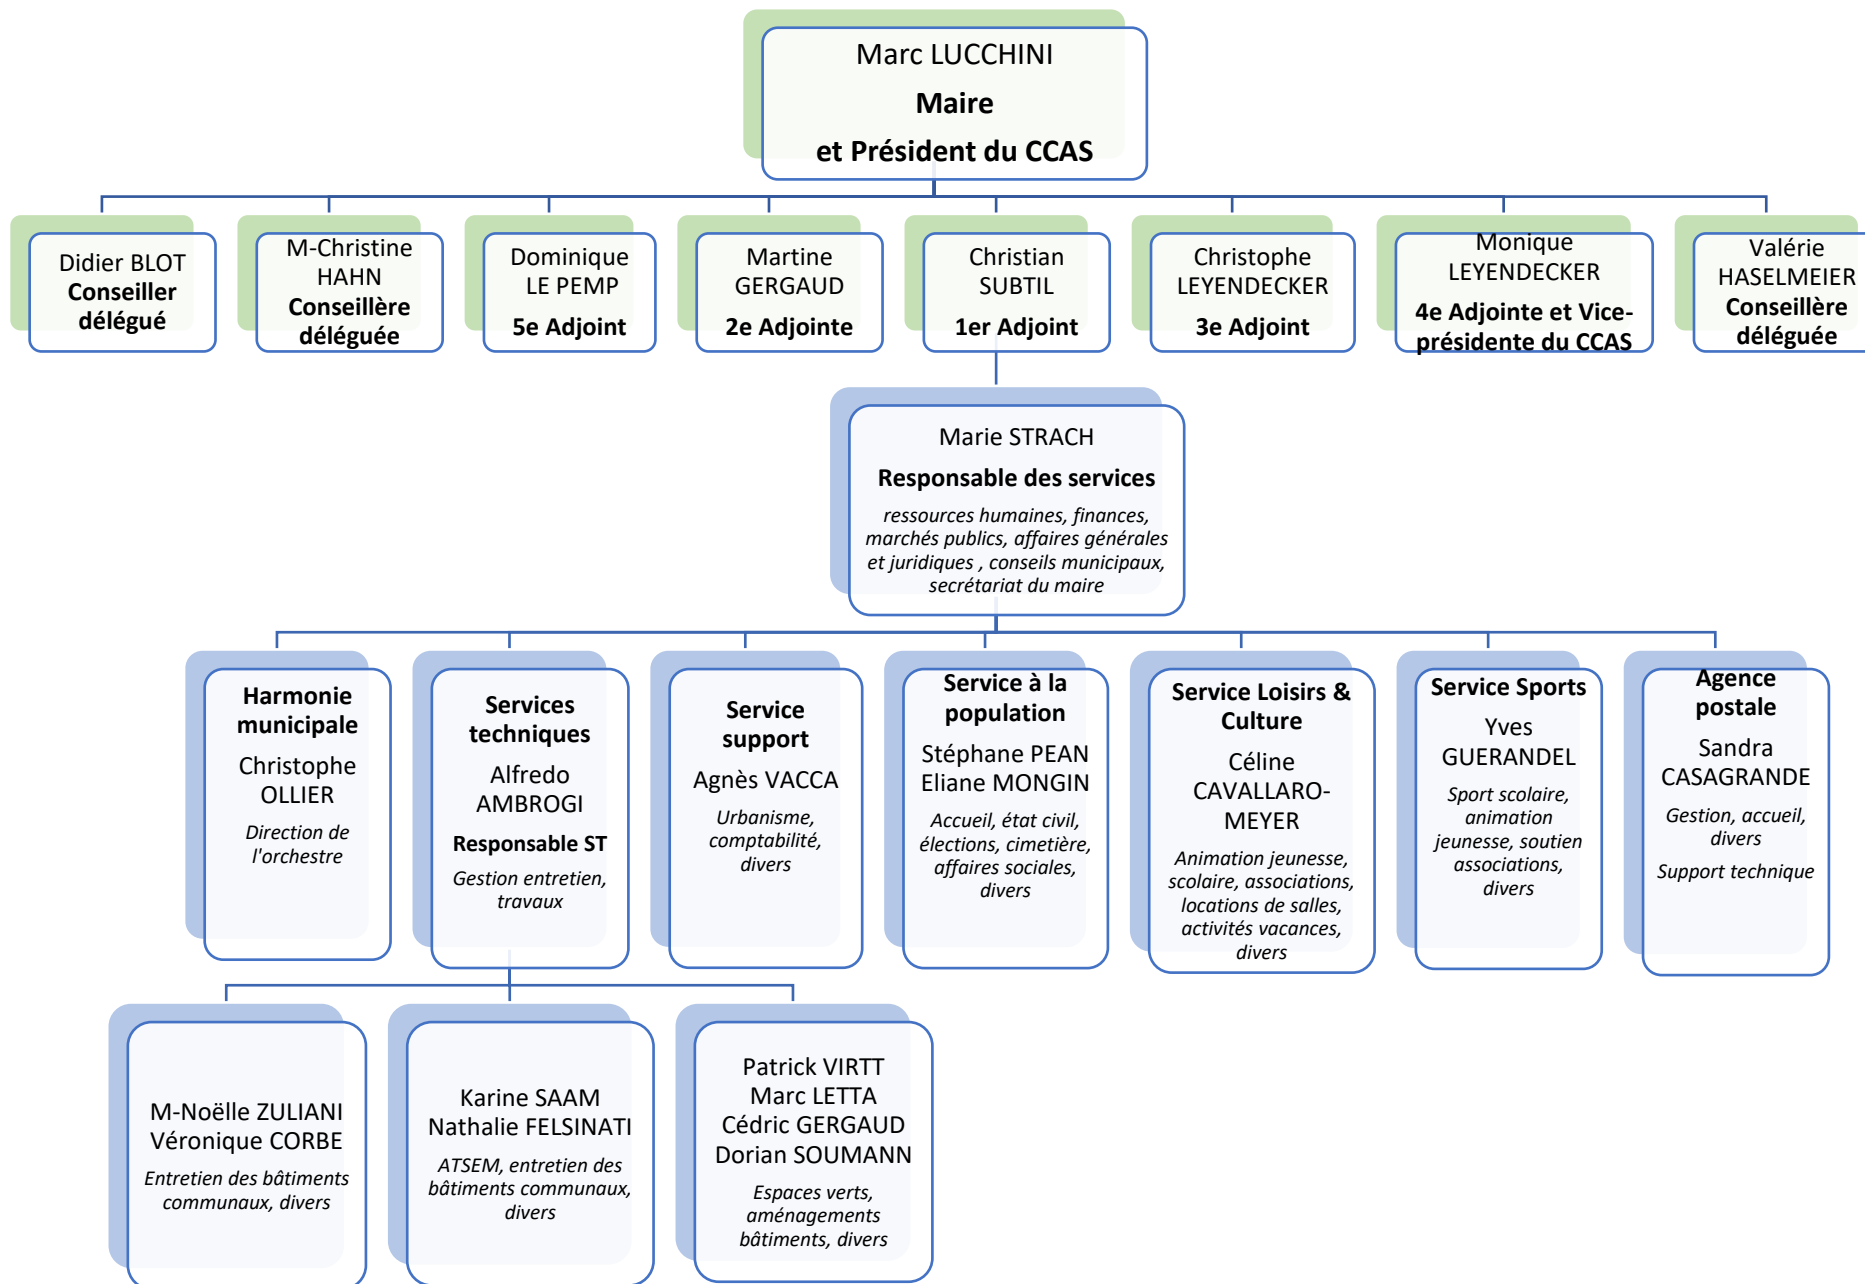 Marc LUCCHINI
Maire
et Président du CCAS
Didier BLOT
Conseiller
délégué
M-Christine
HAHN
Conseillère
déléguée
Dominique
LE PEMP
5e Adjoint
Martine
GERGAUD
2e Adjointe
Christian
SUBTIL
1er Adjoint
Christophe
LEYENDECKER
3e Adjoint
Monique
LEYENDECKER
4e Adjointe et Vice-
présidente du CCAS
Valérie
HASELMEIER
Conseillère
déléguée
Marie STRACH
Responsable des services
ressources humaines, finances,
marchés publics, affaires générales
et juridiques , conseils municipaux,
secrétariat du maire
Harmonie
municipale
Christophe
OLLIER
Direction de
l'orchestre
Services
techniques
Alfredo
AMBROGI
Responsable ST
Gestion entretien,
travaux
Service
support
Agnès VACCA
Urbanisme,
comptabilité,
divers
Service à la
population
Stéphane PEAN
Eliane MONGIN
Accueil, état civil,
élections, cimetière,
affaires sociales,
divers
Service Loisirs &
Culture
Céline
CAVALLARO-
MEYER
Animation jeunesse,
scolaire, associations,
locations de salles,
activités vacances,
divers
Service Sports
Yves
GUERANDEL
Sport scolaire,
animation
jeunesse, soutien
associations,
divers
Agence
postale
Sandra
CASAGRANDE
Gestion, accueil,
divers
Support technique
M-Noëlle ZULIANI
Véronique CORBE
Entretien des bâtiments
communaux, divers
Karine SAAM
Nathalie FELSINATI
ATSEM, entretien des
bâtiments communaux,
divers
Patrick VIRTT
Marc LETTA
Cédric GERGAUD
Dorian SOUMANN
Espaces verts,
aménagements
bâtiments, divers